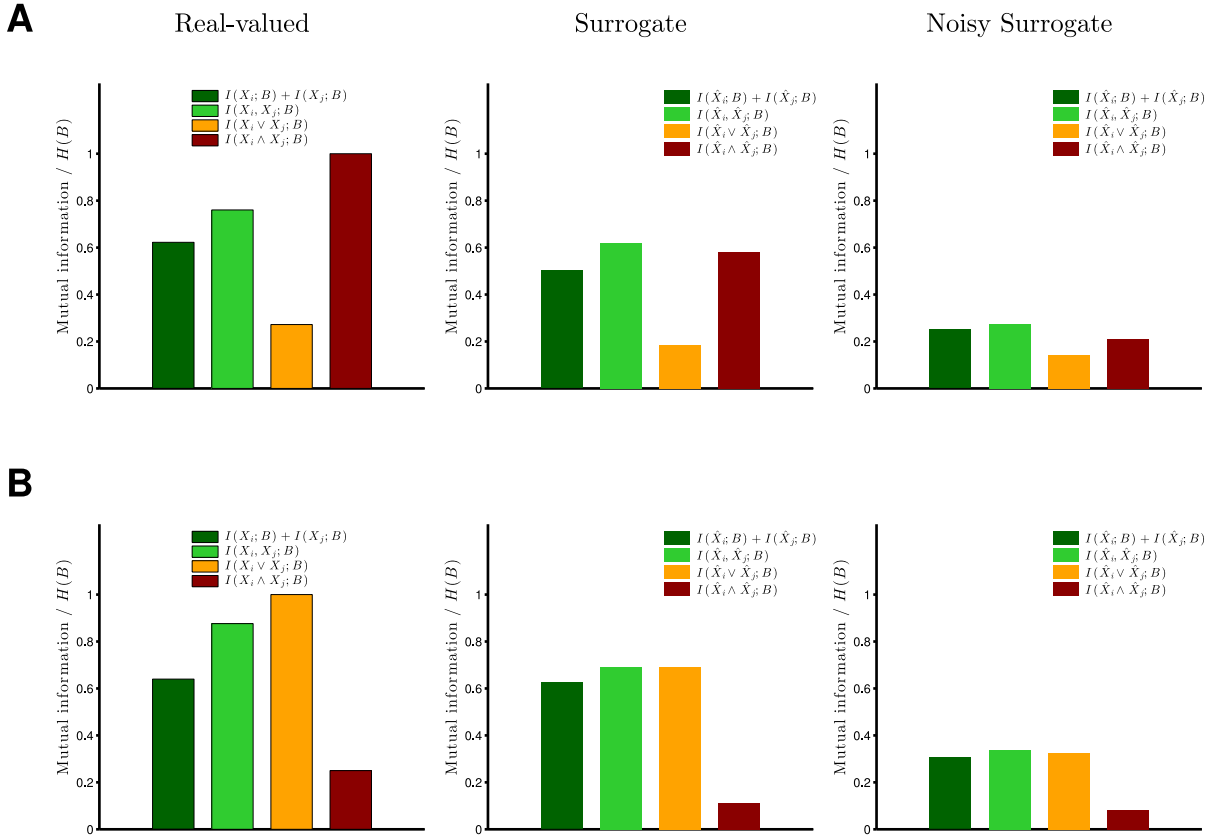 A
Real-valued
Surrogate
Noisy Surrogate
Mutual information / H(B)
I(X_i; B) + I(X_j; B)
I(X_i, X_j; B)
I(X_i ∨ X_j; B)
I(X_i ∧ X_j; B)
1
0.8
0.6
0.4
0.2
0
Mutual information / H(B)
I(X̂_i; B) + I(X̂_j; B)
I(X̂_i, X̂_j; B)
I(X̂_i ∨ X̂_j; B)
I(X̂_i ∧ X̂_j; B)
1
0.8
0.6
0.4
0.2
0
Mutual information / H(B)
I(X̂_i; B) + I(X̂_j; B)
I(X̂_i, X̂_j; B)
I(X̂_i ∨ X̂_j; B)
I(X̂_i ∧ X̂_j; B)
1
0.8
0.6
0.4
0.2
0
B
Mutual information / H(B)
I(X_i; B) + I(X_j; B)
I(X_i, X_j; B)
I(X_i ∨ X_j; B)
I(X_i ∧ X_j; B)
1
0.8
0.6
0.4
0.2
0
Mutual information / H(B)
I(X̂_i; B) + I(X̂_j; B)
I(X̂_i, X̂_j; B)
I(X̂_i ∨ X̂_j; B)
I(X̂_i ∧ X̂_j; B)
1
0.8
0.6
0.4
0.2
0
Mutual information / H(B)
I(X̂_i; B) + I(X̂_j; B)
I(X̂_i, X̂_j; B)
I(X̂_i ∨ X̂_j; B)
I(X̂_i ∧ X̂_j; B)
1
0.8
0.6
0.4
0.2
0